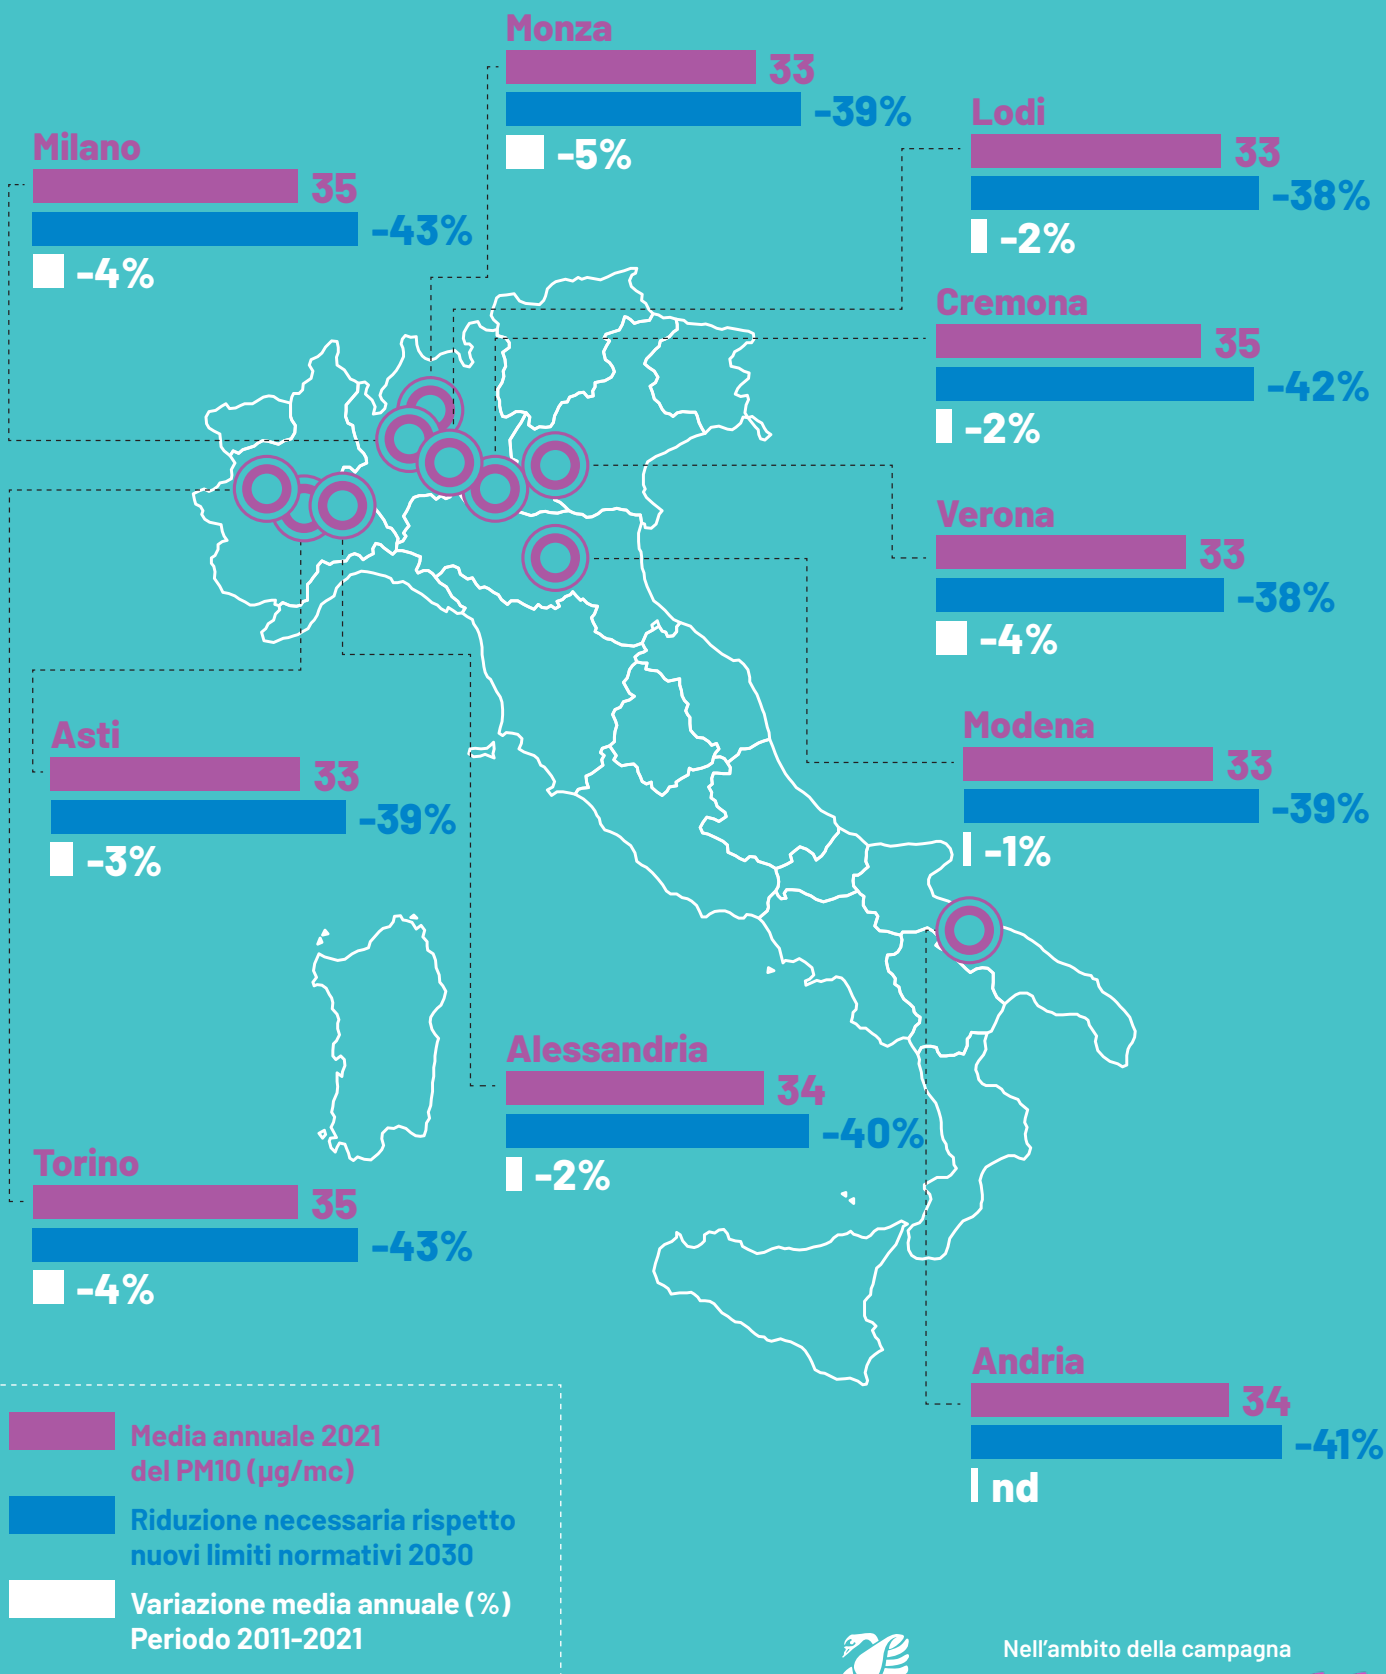 Monza
33
-39%
-5%
Lodi
33
-38%
-2%
Milano
35
-43%
-4%
Cremona
35
-42%
-2%
Verona
33
-38%
-4%
Modena
33
-39%
-1%
Asti
33
-39%
-3%
Alessandria
34
-40%
-2%
Torino
35
-43%
-4%
Andria
34
-41%
nd
Media annuale 2021
del PM10 (µg/mc)
Riduzione necessaria rispetto
nuovi limiti normativi 2030
Variazione media annuale (%)
Periodo 2011-2021
Nell'ambito della campagna